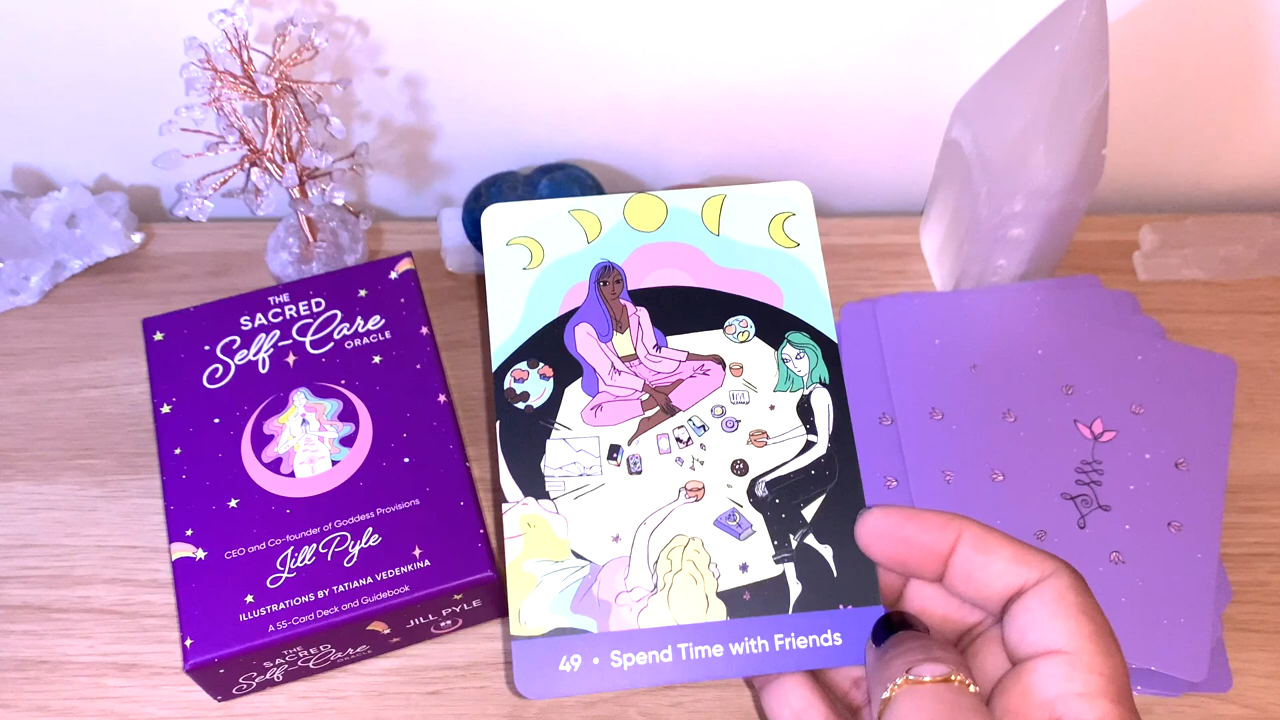 THE
SACRED
Self-Care
ORACLE
CEO and Co-founder of Goddess Provisions
Jill Pyle
ILLUSTRATIONS BY TATIANA VEDENKINA
A 55-Card Deck and Guidebook
THE
SACRED
Self-Care
ORACLE
JILL PYLE
49 • Spend Time with Friends